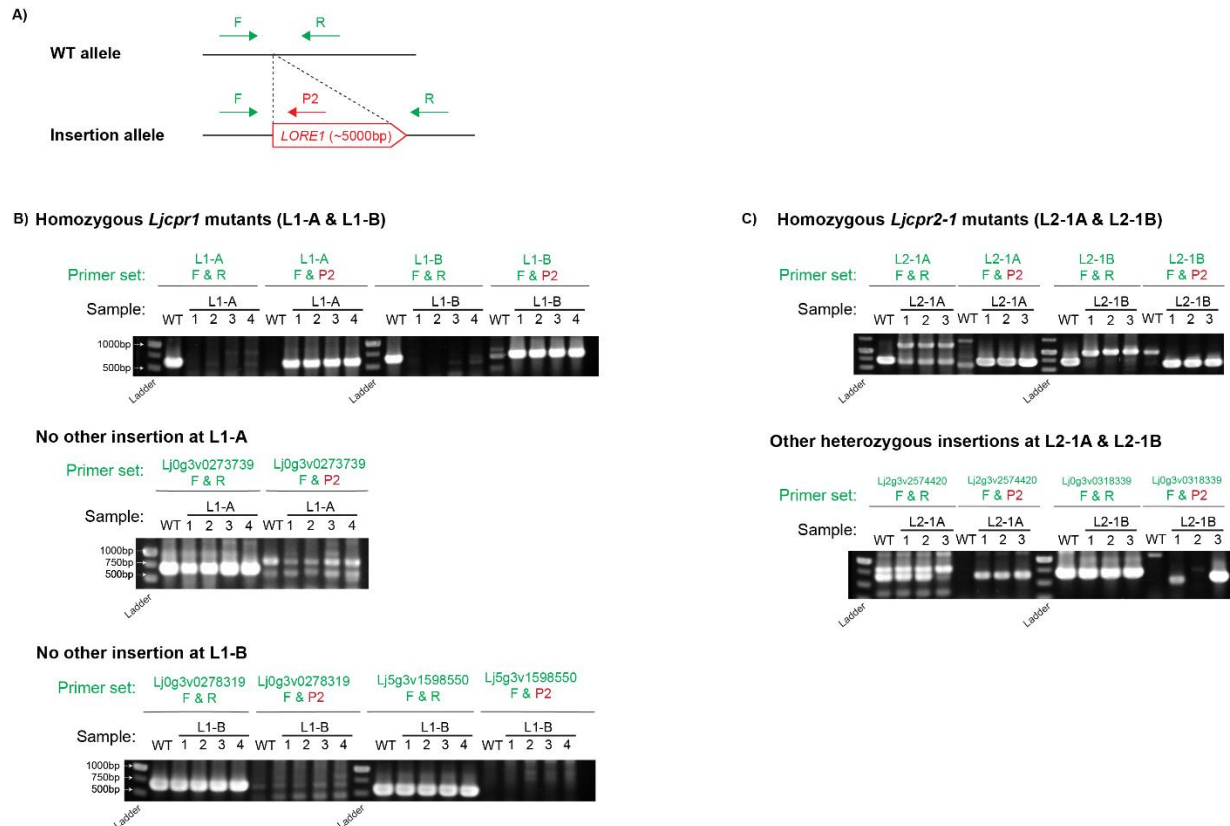 A)
F R
WT allele
F P2 R
Insertion allele
LORE1 (~5000bp)
B) Homozygous Ljcpr1 mutants (L1-A & L1-B)
L1-A L1-A L1-B L1-B
Primer set: F & R F & P2 F & R F & P2
L1-A L1-A L1-B L1-B
Sample: WT 1 2 3 4 WT 1 2 3 4 WT 1 2 3 4 WT 1 2 3 4
1000bp
500bp
Ladder Ladder
No other insertion at L1-A
Primer set: Lj0g3v0273739 Lj0g3v0273739
F & R F & P2
L1-A L1-A
Sample: WT 1 2 3 4 WT 1 2 3 4
1000bp
750bp
500bp
Ladder
No other insertion at L1-B
Primer set: Lj0g3v0278319 Lj0g3v0278319 Lj5g3v1598550 Lj5g3v1598550
F & R F & P2 F & R F & P2
L1-B L1-B L1-B L1-B
Sample: WT 1 2 3 4 WT 1 2 3 4 WT 1 2 3 4 WT 1 2 3 4
1000bp
750bp
500bp
Ladder Ladder
C) Homozygous Ljcpr2-1 mutants (L2-1A & L2-1B)
L2-1A L2-1A L2-1B L2-1B
Primer set: F & R F & P2 F & R F & P2
L2-1A L2-1A L2-1B L2-1B
Sample: WT 1 2 3 WT 1 2 3 WT 1 2 3 WT 1 2 3
Ladder Ladder
Other heterozygous insertions at L2-1A & L2-1B
Primer set: Lj2g3v2574420 Lj2g3v2574420 Lj0g3v0318339 Lj0g3v0318339
F & R F & P2 F & R F & P2
L2-1A L2-1A L2-1B L2-1B
Sample: WT 1 2 3 WT 1 2 3 WT 1 2 3 WT 1 2 3
Ladder Ladder